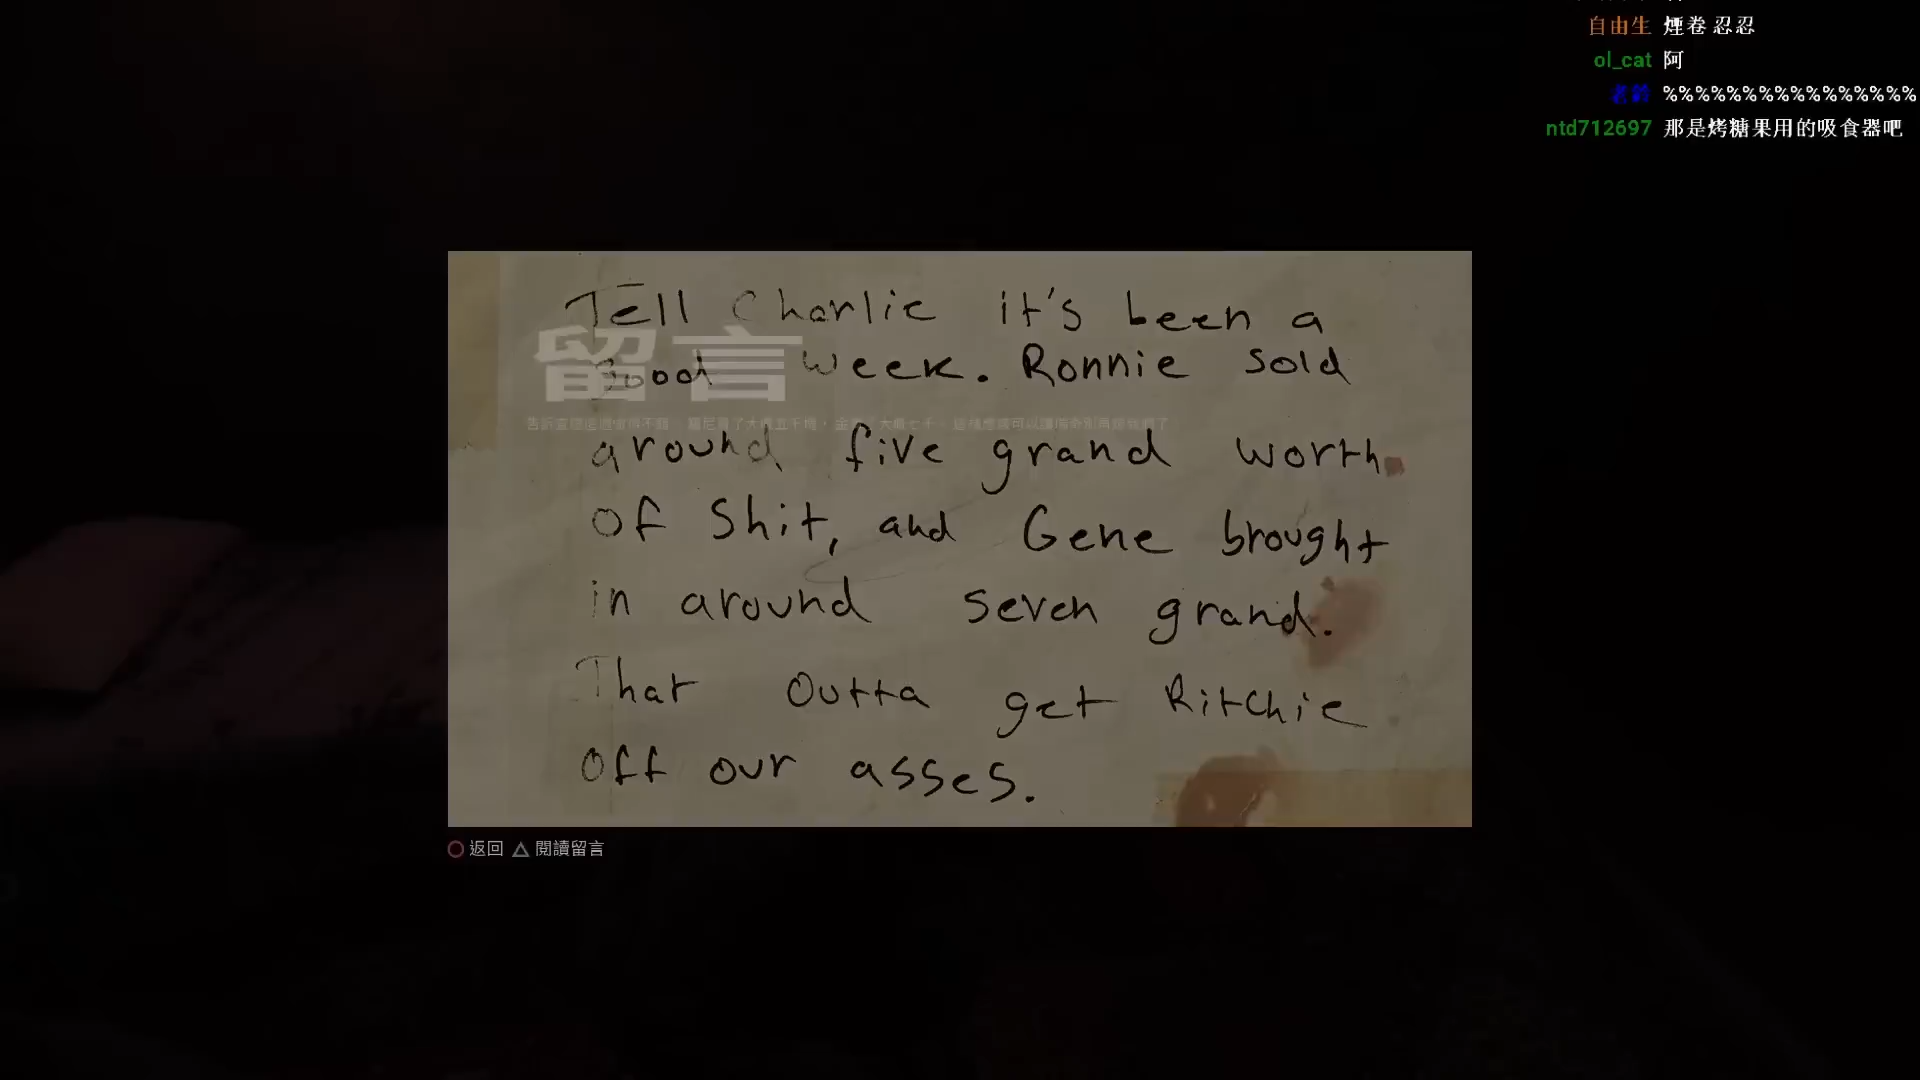 自由生 煙卷 忍忍
ol_cat 阿
老爺 %%%%%%%%%%%%%%%%
ntd712697 那是烤糖果用的吸食器吧
Tell Charlie it's been a
good week. Ronnie sold
留言
around five grand worth
of shit, and Gene brought
in around seven grand.
That outta get Ritchie
off our asses.
返回 閱讀留言